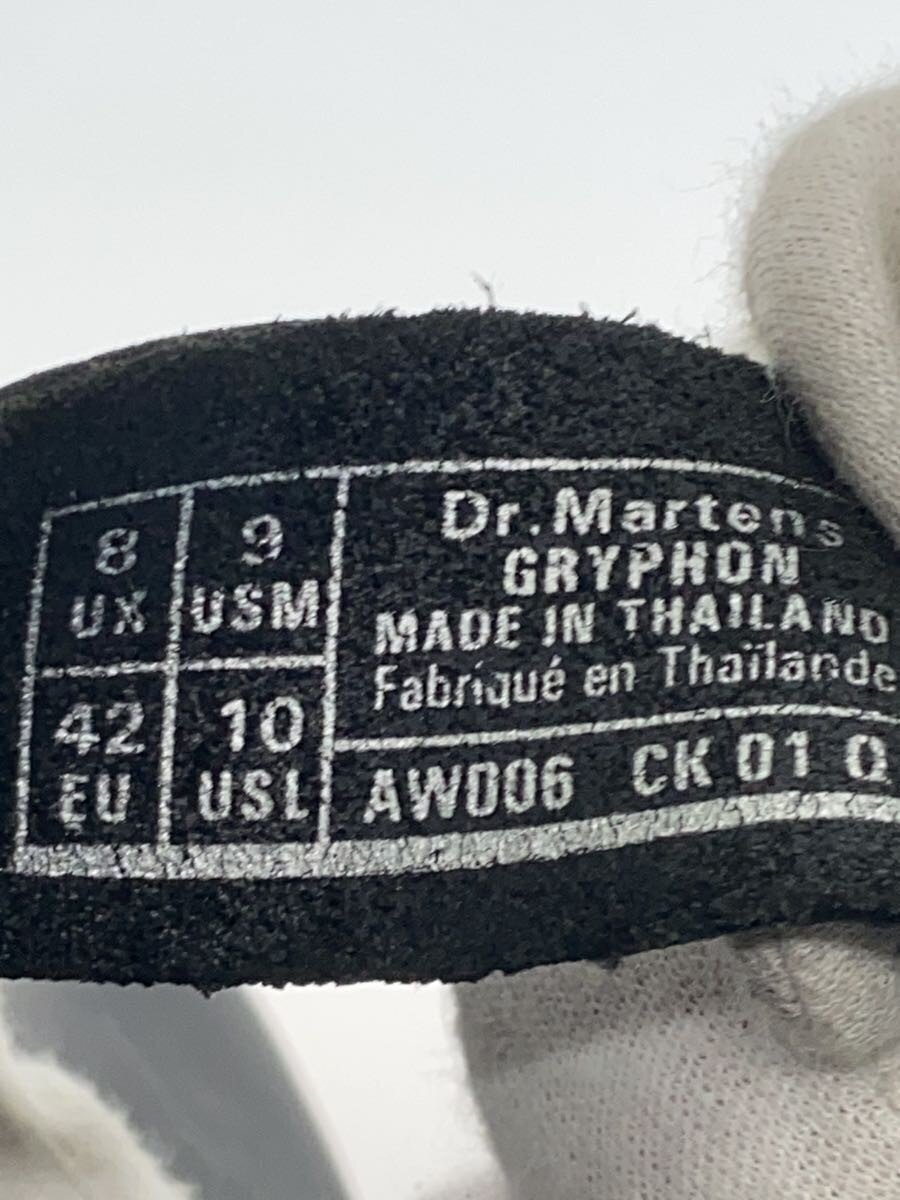 8 UK
9 USM
42 EU
10 USL
Dr.Martens
GRYPHON
MADE IN THAILAND
Fabriqué en Thaïlande
AW006 CK 01 Q